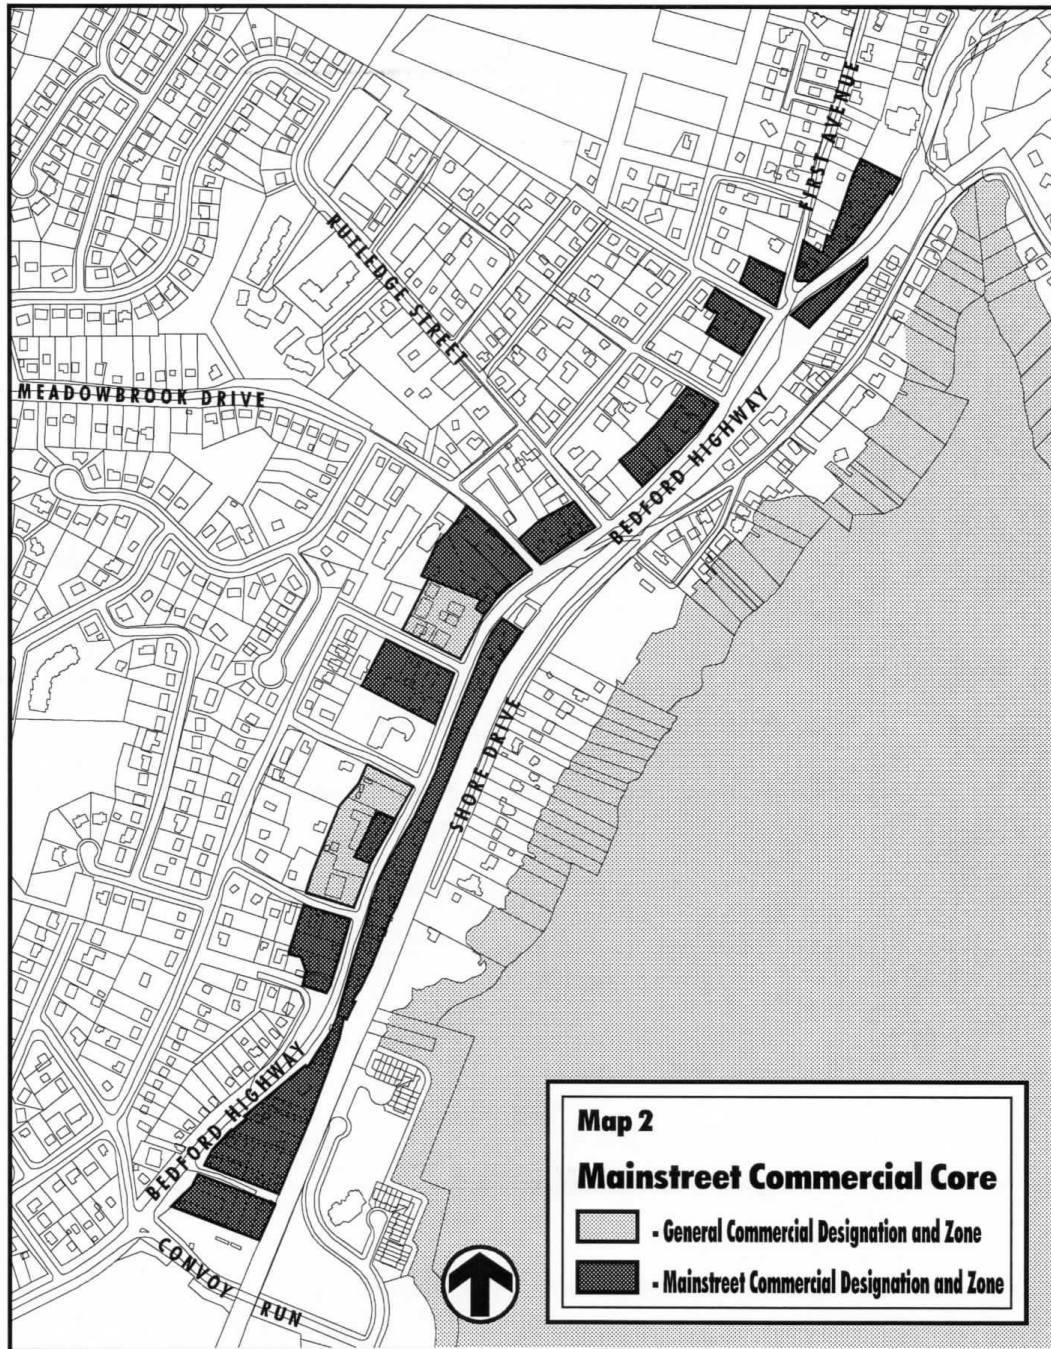 FIRST AVENUE
RUTLEDGE STREET
MEADOWBROOK DRIVE
BEDFORD HIGHWAY
SHORE DRIVE
BEDFORD HIGHWAY
CONVOY RUN
Map 2
Mainstreet Commercial Core
- General Commercial Designation and Zone
- Mainstreet Commercial Designation and Zone